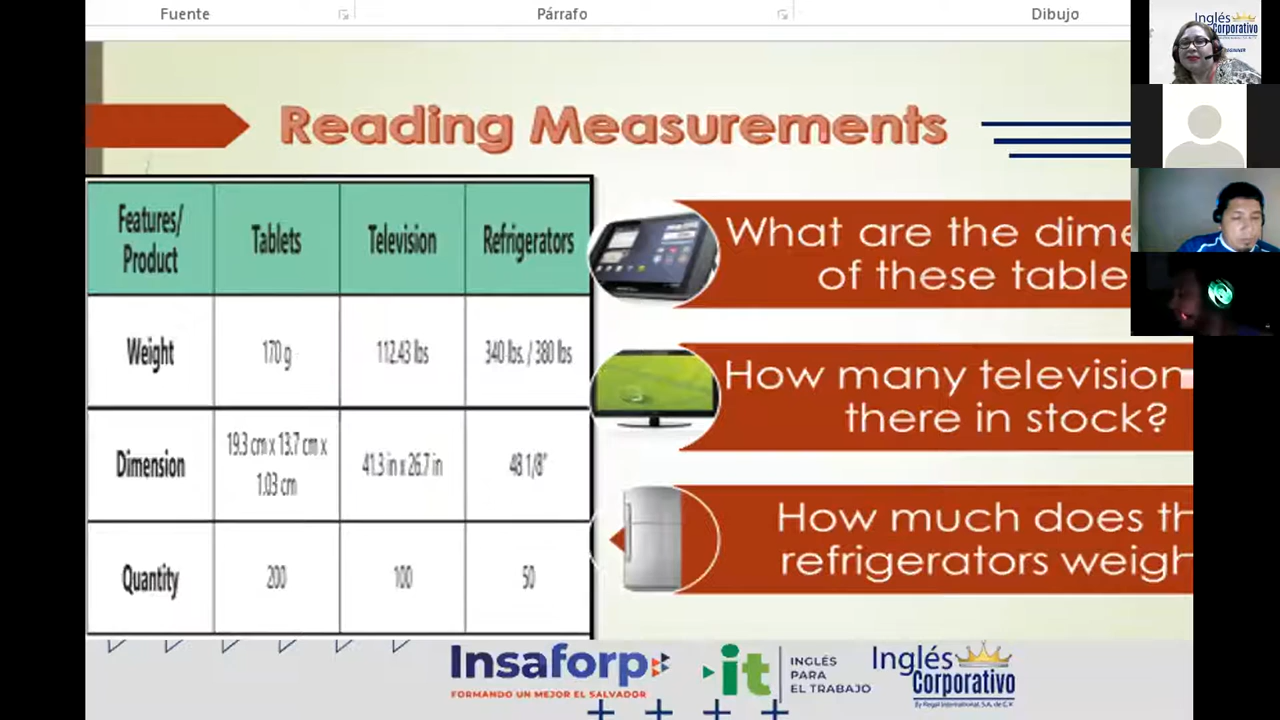 Fuente
Párrafo
Dibujo
Inglés
Corporativo
Reading Measurements
Features/
Product
Tablets
Television
Refrigerators
Weight
170 g
112.43 lbs
340 lbs. / 380 lbs
Dimension
19.3 cm x 13.7 cm x
1.03 cm
41.3 in x 26.7 in
48 1/8"
Quantity
200
100
50
What are the dime
of these table
How many television
there in stock?
How much does th
refrigerators weigh
Insaforp
FORMANDO UN MEJOR EL SALVADOR
it
INGLÉS
PARA
EL TRABAJO
Inglés
Corporativo
By Regal International, S.A. de C.V